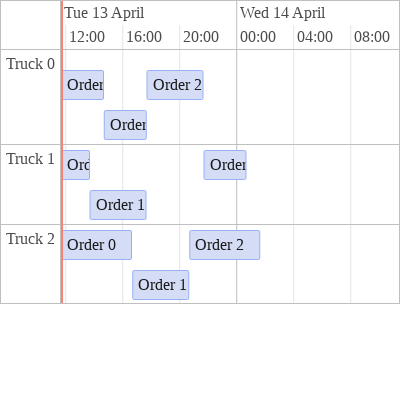 Tue 13 April Wed 14 April
12:00 16:00 20:00 00:00 04:00 08:00
Truck 0
Order Order 2
Order
Truck 1
Ord Order
Order 1
Truck 2
Order 0 Order 2
Order 1